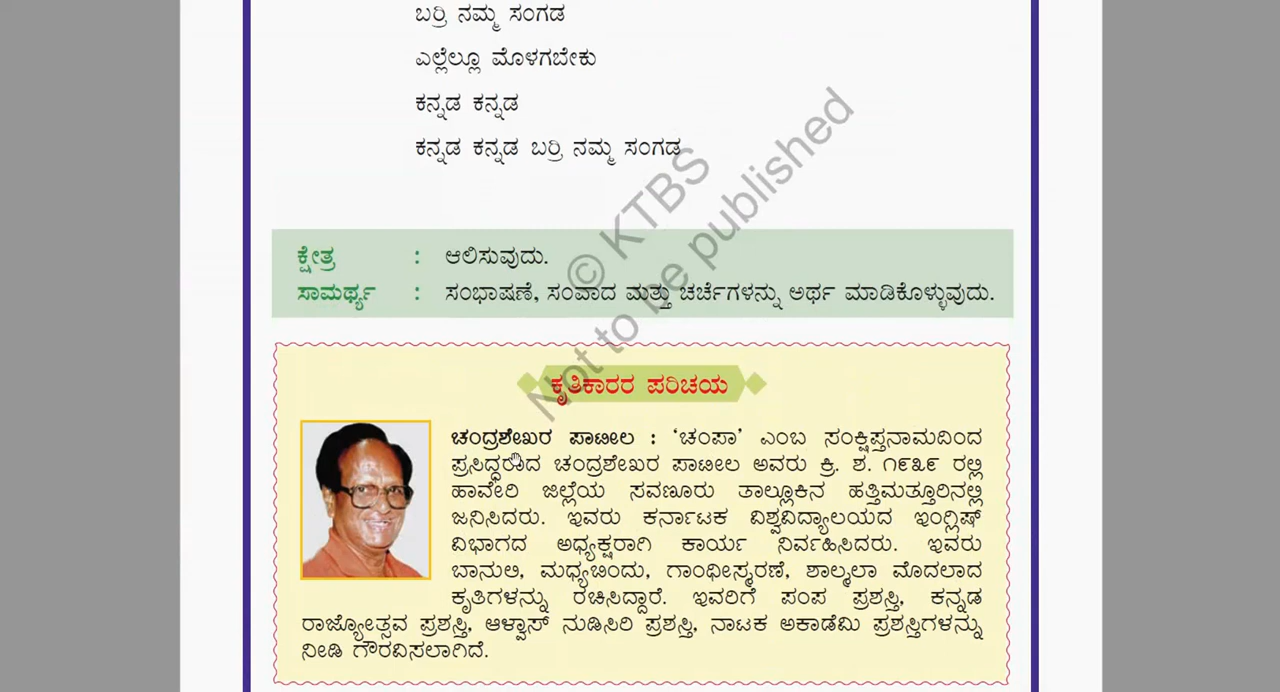 ಬರ‍್ರಿ ನಮ್ಮ ಸಂಗಡ
ಎಲ್ಲೆಲ್ಲೂ ಮೊಳಗಬೇಕು
ಕನ್ನಡ ಕನ್ನಡ
ಕನ್ನಡ ಕನ್ನಡ ಬರ‍್ರಿ ನಮ್ಮ ಸಂಗಡ
© KTBS
Not to be published
ಕ್ಷೇತ್ರ : ಆಲಿಸುವುದು.
ಸಾಮರ್ಥ್ಯ : ಸಂಭಾಷಣೆ, ಸಂವಾದ ಮತ್ತು ಚರ್ಚೆಗಳನ್ನು ಅರ್ಥ ಮಾಡಿಕೊಳ್ಳುವುದು.
ಕೃತಿಕಾರರ ಪರಿಚಯ
ಚಂದ್ರಶೇಖರ ಪಾಟೀಲ : ‘ಚಂಪಾ’ ಎಂಬ ಸಂಕ್ಷಿಪ್ತನಾಮದಿಂದ
ಪ್ರಸಿದ್ಧರಾದ ಚಂದ್ರಶೇಖರ ಪಾಟೀಲ ಅವರು ಕ್ರಿ. ಶ. ೧೯೩೯ ರಲ್ಲಿ
ಹಾವೇರಿ ಜಿಲ್ಲೆಯ ಸವಣೂರು ತಾಲ್ಲೂಕಿನ ಹತ್ತಿಮತ್ತೂರಿನಲ್ಲಿ
ಜನಿಸಿದರು. ಇವರು ಕರ್ನಾಟಕ ವಿಶ್ವವಿದ್ಯಾಲಯದ ಇಂಗ್ಲಿಷ್
ವಿಭಾಗದ ಅಧ್ಯಕ್ಷರಾಗಿ ಕಾರ್ಯ ನಿರ್ವಹಿಸಿದರು. ಇವರು
ಬಾನುಲಿ, ಮಧ್ಯಬಿಂದು, ಗಾಂಧೀಸ್ಮರಣೆ, ಶಾಲ್ಮಲಾ ಮೊದಲಾದ
ಕೃತಿಗಳನ್ನು ರಚಿಸಿದ್ದಾರೆ. ಇವರಿಗೆ ಪಂಪ ಪ್ರಶಸ್ತಿ, ಕನ್ನಡ
ರಾಜ್ಯೋತ್ಸವ ಪ್ರಶಸ್ತಿ, ಆಳ್ವಾಸ್ ನುಡಿಸಿರಿ ಪ್ರಶಸ್ತಿ, ನಾಟಕ ಅಕಾಡೆಮಿ ಪ್ರಶಸ್ತಿಗಳನ್ನು
ನೀಡಿ ಗೌರವಿಸಲಾಗಿದೆ.